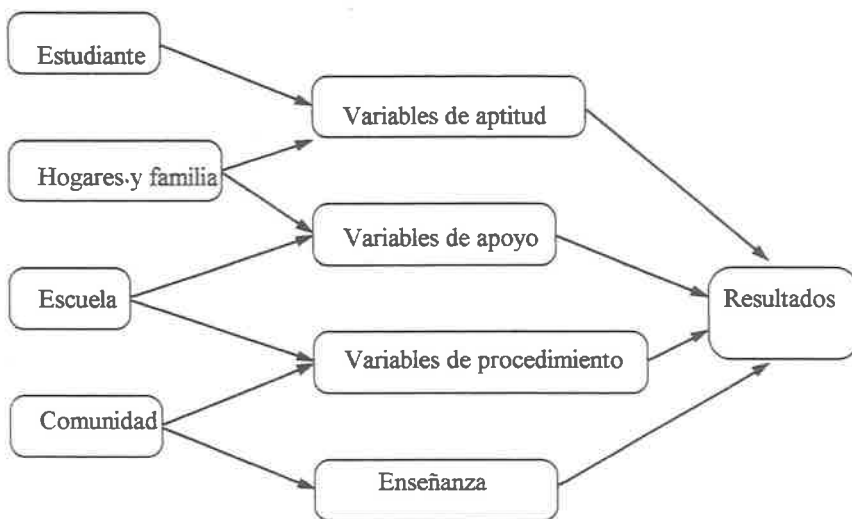 Estudiante
Variables de aptitud
Hogares y familia
Variables de apoyo
Escuela
Resultados
Variables de procedimiento
Comunidad
Enseñanza